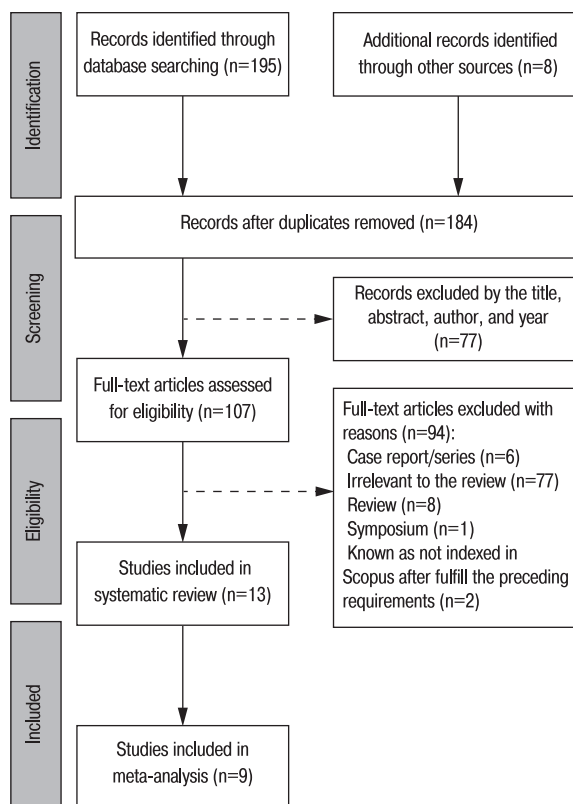 Identification
Records identified through
database searching (n=195)
Additional records identified
through other sources (n=8)
Records after duplicates removed (n=184)
Screening
Records excluded by the title,
abstract, author, and year
(n=77)
Full-text articles assessed
for eligibility (n=107)
Eligibility
Full-text articles excluded with
reasons (n=94):
Case report/series (n=6)
Irrelevant to the review (n=77)
Review (n=8)
Symposium (n=1)
Known as not indexed in
Scopus after fulfill the preceding
requirements (n=2)
Studies included in
systematic review (n=13)
Included
Studies included in
meta-analysis (n=9)